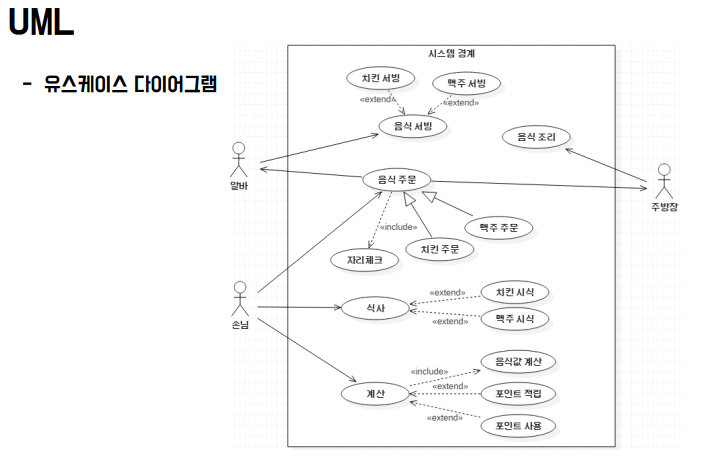 UML
- 유스케이스 다이어그램
시스템 경계
치킨 서빙
맥주 서빙
«extend»
«extend»
음식 서빙
음식 조리
알바
음식 주문
주방장
«include»
맥주 주문
자리체크
치킨 주문
손님
식사
«extend»
치킨 시식
«extend»
맥주 시식
계산
«include»
음식값 계산
«extend»
포인트 적립
«extend»
포인트 사용